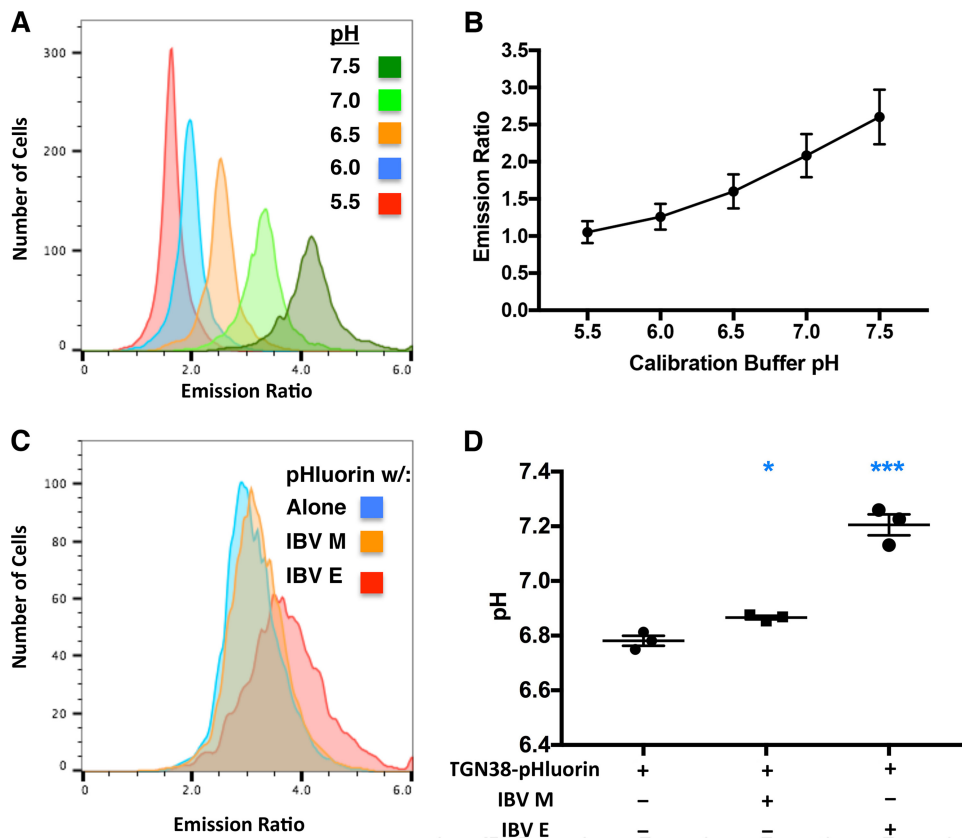 A
pH
7.5
7.0
6.5
6.0
5.5
300
200
100
0
0 2.0 4.0 6.0
Number of Cells
Emission Ratio
B
3.5
3.0
2.5
2.0
1.5
1.0
0.5
0.0
5.5 6.0 6.5 7.0 7.5
Emission Ratio
Calibration Buffer pH
C
pHluorin w/:
Alone
IBV M
IBV E
100
80
60
40
20
0
0 2.0 4.0 6.0
Number of Cells
Emission Ratio
D
* ***
7.4
7.2
7.0
6.8
6.6
6.4
pH
TGN38-pHluorin + + +
IBV M – + –
IBV E – – +